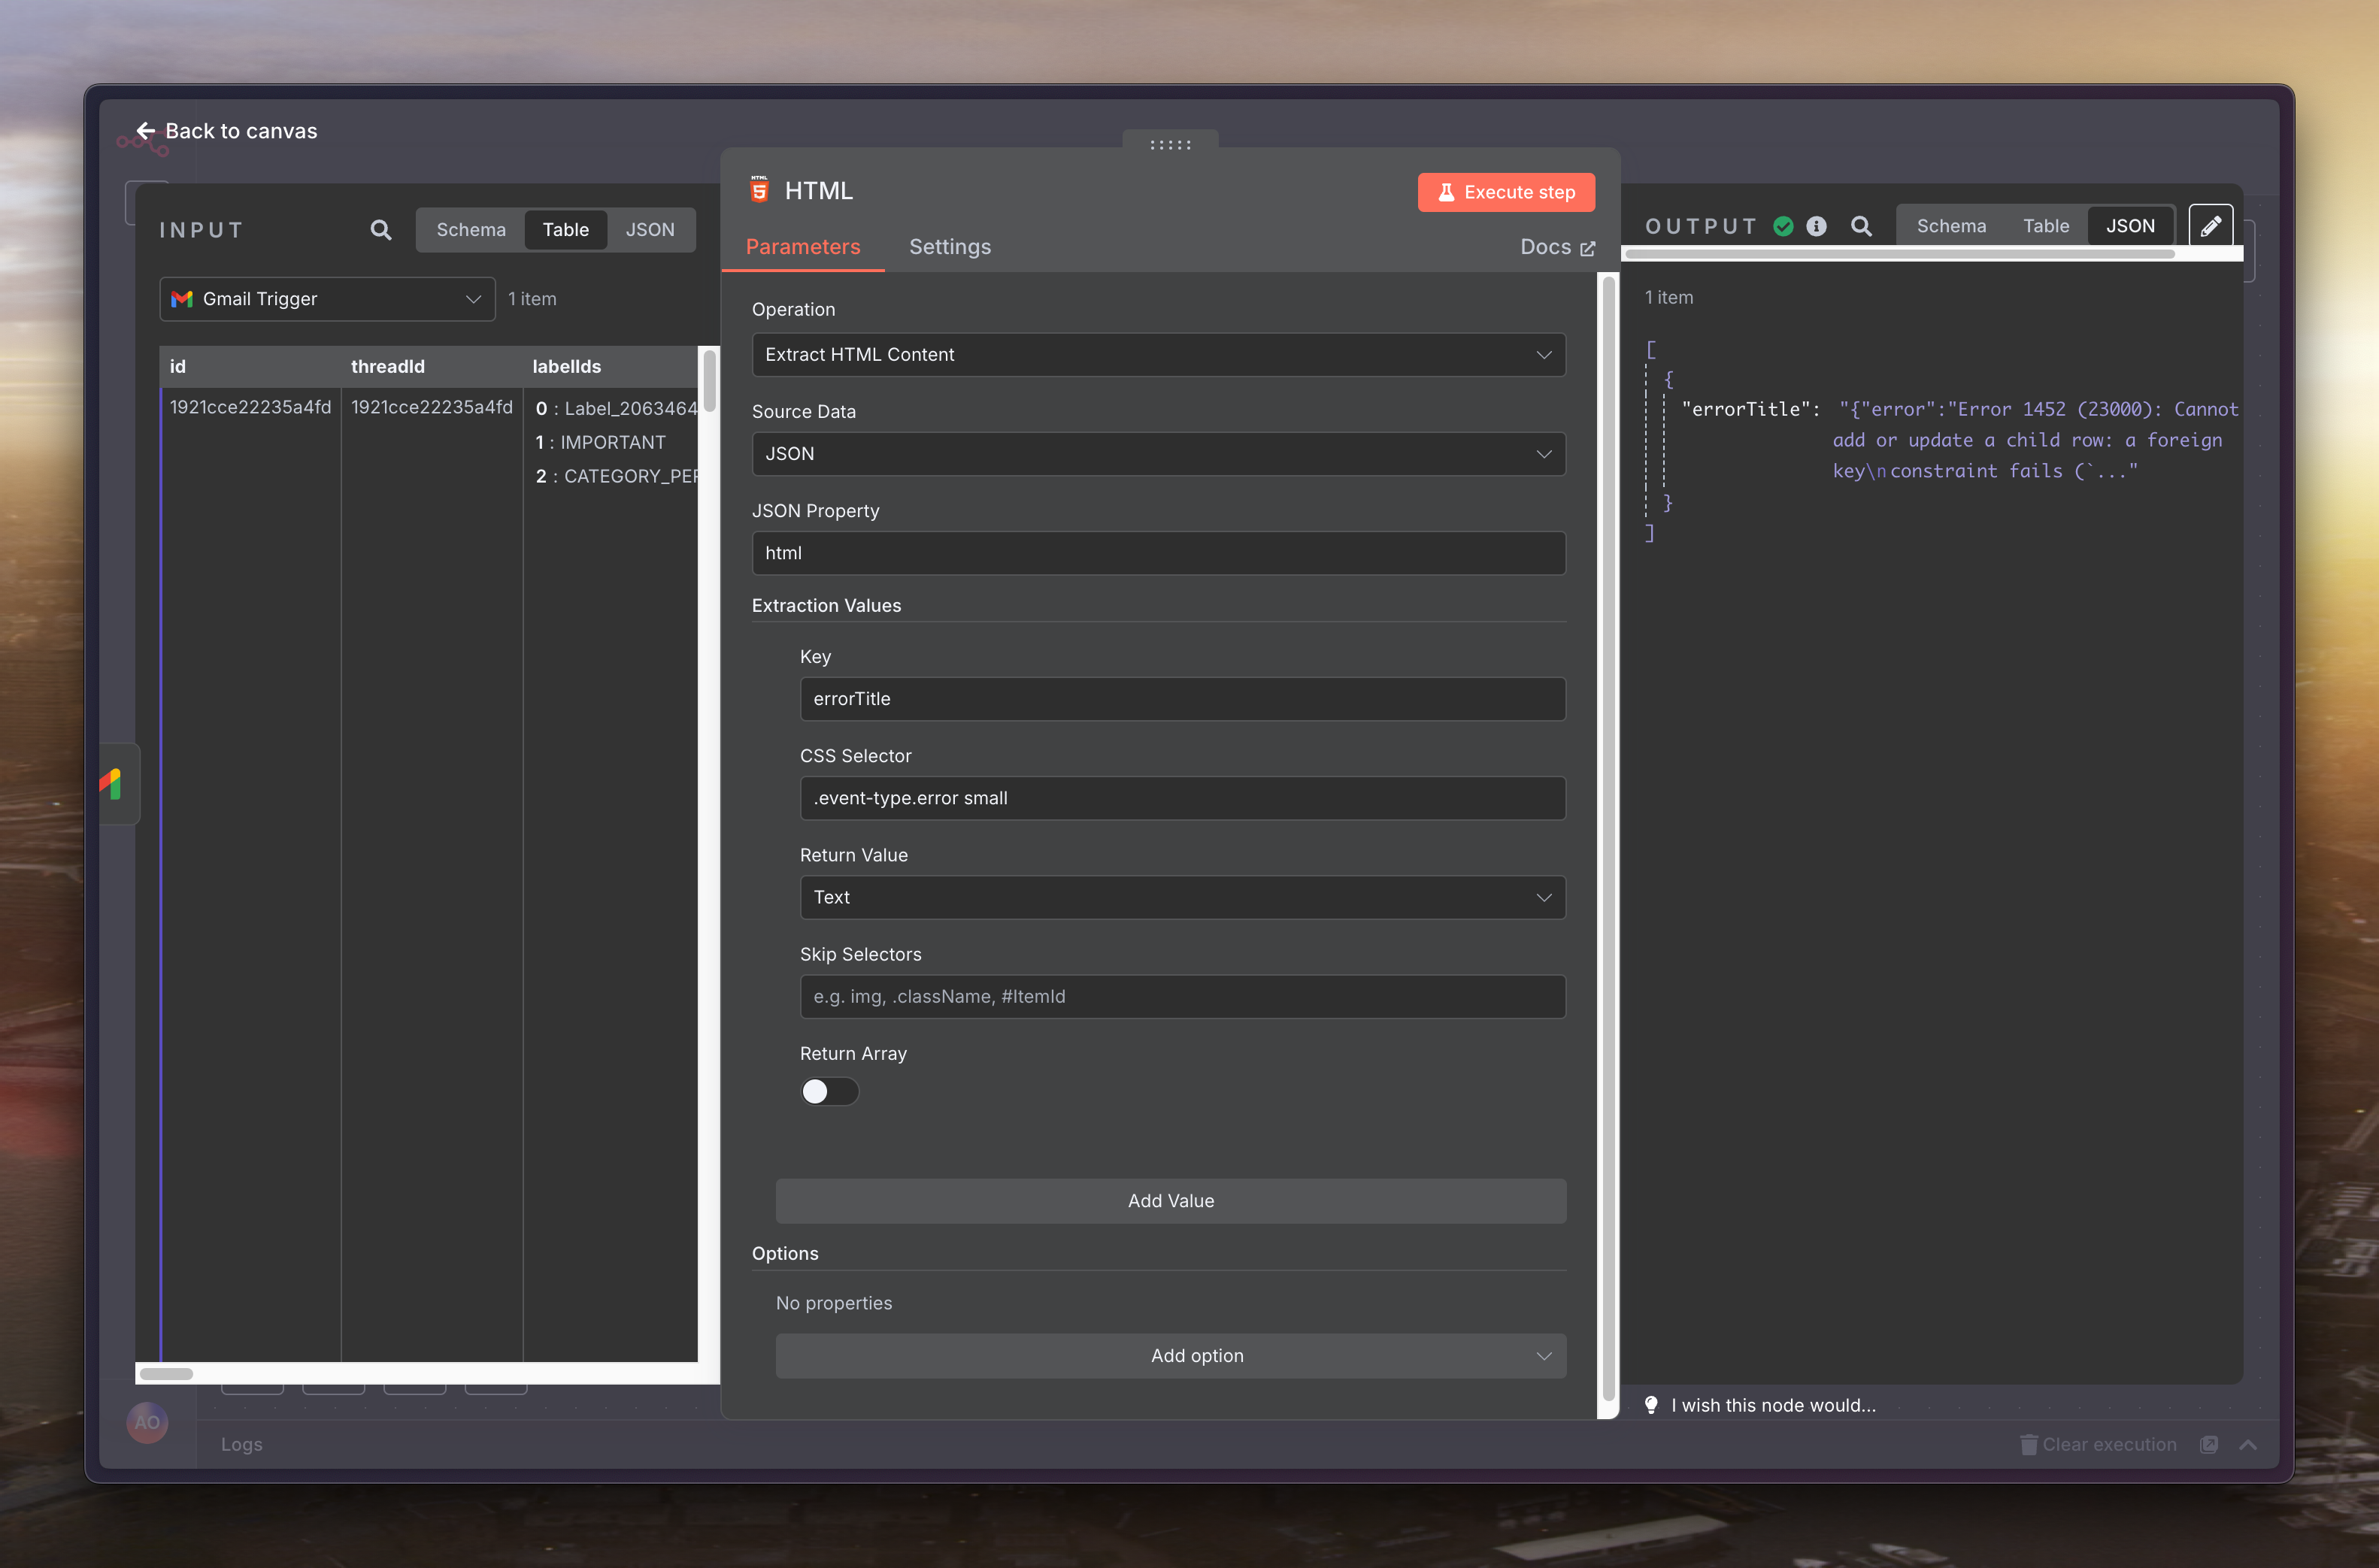 Back to canvas
INPUT
Schema
Table
JSON
Gmail Trigger
1 item
id
threadId
labelIds
1921cce22235a4fd
1921cce22235a4fd
0 : Label_2063464
1 : IMPORTANT
2 : CATEGORY_PER
HTML
HTML
Execute step
Parameters
Settings
Docs
Operation
Extract HTML Content
Source Data
JSON
JSON Property
html
Extraction Values
Key
errorTitle
CSS Selector
.event-type.error small
Return Value
Text
Skip Selectors
e.g. img, .className, #ItemId
Return Array
Add Value
Options
No properties
Add option
OUTPUT
Schema
Table
JSON
1 item
[
{
"errorTitle": "{"error":"Error 1452 (23000): Cannot
add or update a child row: a foreign
key\nconstraint fails (`..."
}
]
I wish this node would...
AO
Logs
Clear execution